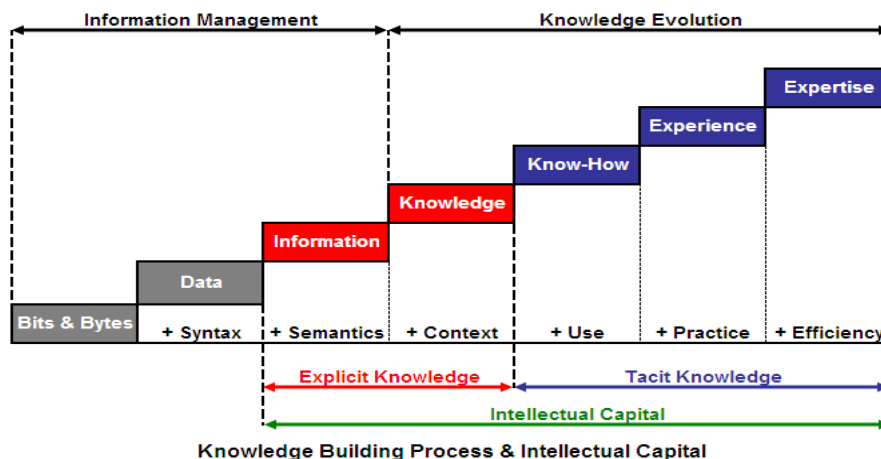 Information Management
Knowledge Evolution
Expertise
Experience
Know-How
Knowledge
Information
Data
Bits & Bytes
+ Syntax
+ Semantics
+ Context
+ Use
+ Practice
+ Efficiency
Explicit Knowledge
Tacit Knowledge
Intellectual Capital
Knowledge Building Process & Intellectual Capital